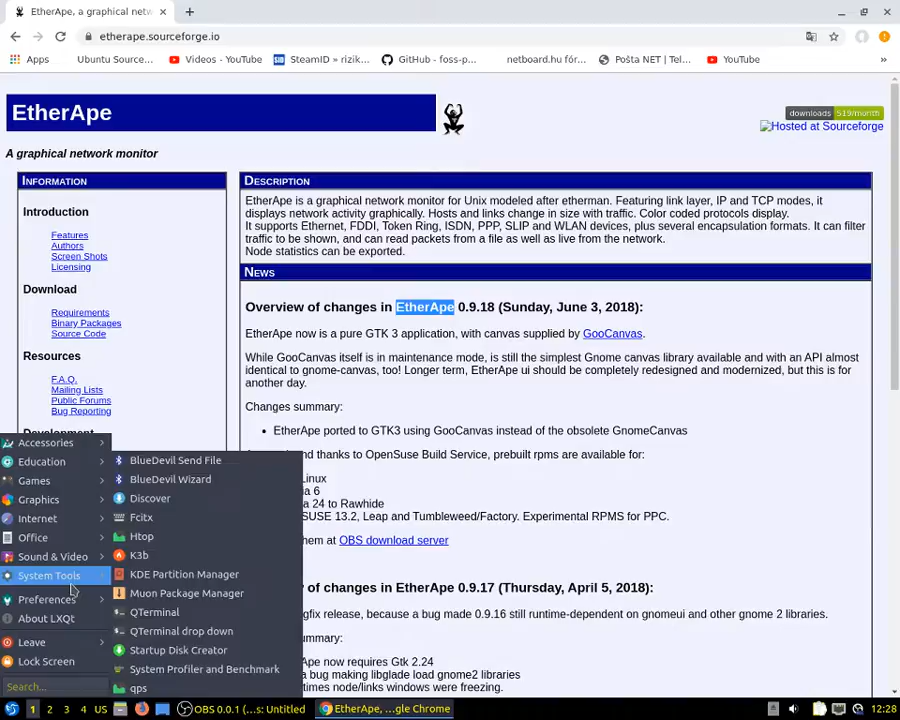 EtherApe, a graphical netw
etherape.sourceforge.io
Apps
Ubuntu Source...
Videos - YouTube
SteamID » rizik...
GitHub - foss-p...
netboard.hu fór...
Pošta NET | Tel...
YouTube
»
EtherApe
downloads 519/month
Hosted at Sourceforge
A graphical network monitor
INFORMATION
Introduction
Features
Authors
Screen Shots
Licensing
Download
Requirements
Binary Packages
Source Code
Resources
F.A.Q.
Mailing Lists
Public Forums
Bug Reporting
DESCRIPTION
EtherApe is a graphical network monitor for Unix modeled after etherman. Featuring link layer, IP and TCP modes, it
displays network activity graphically. Hosts and links change in size with traffic. Color coded protocols display.
It supports Ethernet, FDDI, Token Ring, ISDN, PPP, SLIP and WLAN devices, plus several encapsulation formats. It can filter
traffic to be shown, and can read packets from a file as well as live from the network.
Node statistics can be exported.
NEWS
Overview of changes in EtherApe 0.9.18 (Sunday, June 3, 2018):
EtherApe now is a pure GTK 3 application, with canvas supplied by GooCanvas.
While GooCanvas itself is in maintenance mode, is still the simplest Gnome canvas library available and with an API almost
identical to gnome-canvas, too! Longer term, EtherApe ui should be completely redesigned and modernized, but this is for
another day.
Changes summary:
• EtherApe ported to GTK3 using GooCanvas instead of the obsolete GnomeCanvas
and thanks to OpenSuse Build Service, prebuilt rpms are available for:
Linux
ia 6
a 24 to Rawhide
SUSE 13.2, Leap and Tumbleweed/Factory. Experimental RPMS for PPC.
hem at OBS download server
of changes in EtherApe 0.9.17 (Thursday, April 5, 2018):
gfix release, because a bug made 0.9.16 still runtime-dependent on gnomeui and other gnome 2 libraries.
summary:
Ape now requires Gtk 2.24
a bug making libglade load gnome2 libraries
times node/links windows were freezing.
Accessories
Education
Games
Graphics
Internet
Office
Sound & Video
System Tools
Preferences
About LXQt
Leave
Lock Screen
Search...
BlueDevil Send File
BlueDevil Wizard
Discover
Fcitx
Htop
K3b
KDE Partition Manager
Muon Package Manager
QTerminal
QTerminal drop down
Startup Disk Creator
System Profiler and Benchmark
qps
1 2 3 4 US
OBS 0.0.1 (...s: Untitled
EtherApe, ...gle Chrome
12:28